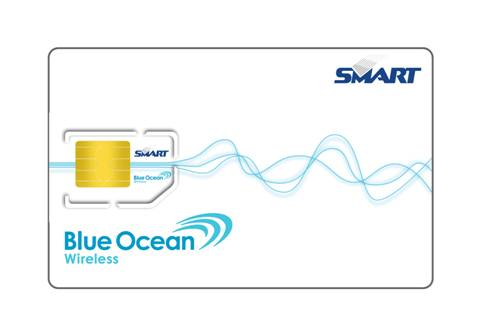 SMART
SMART
Blue Ocean
Wireless
Blue Ocean
Wireless